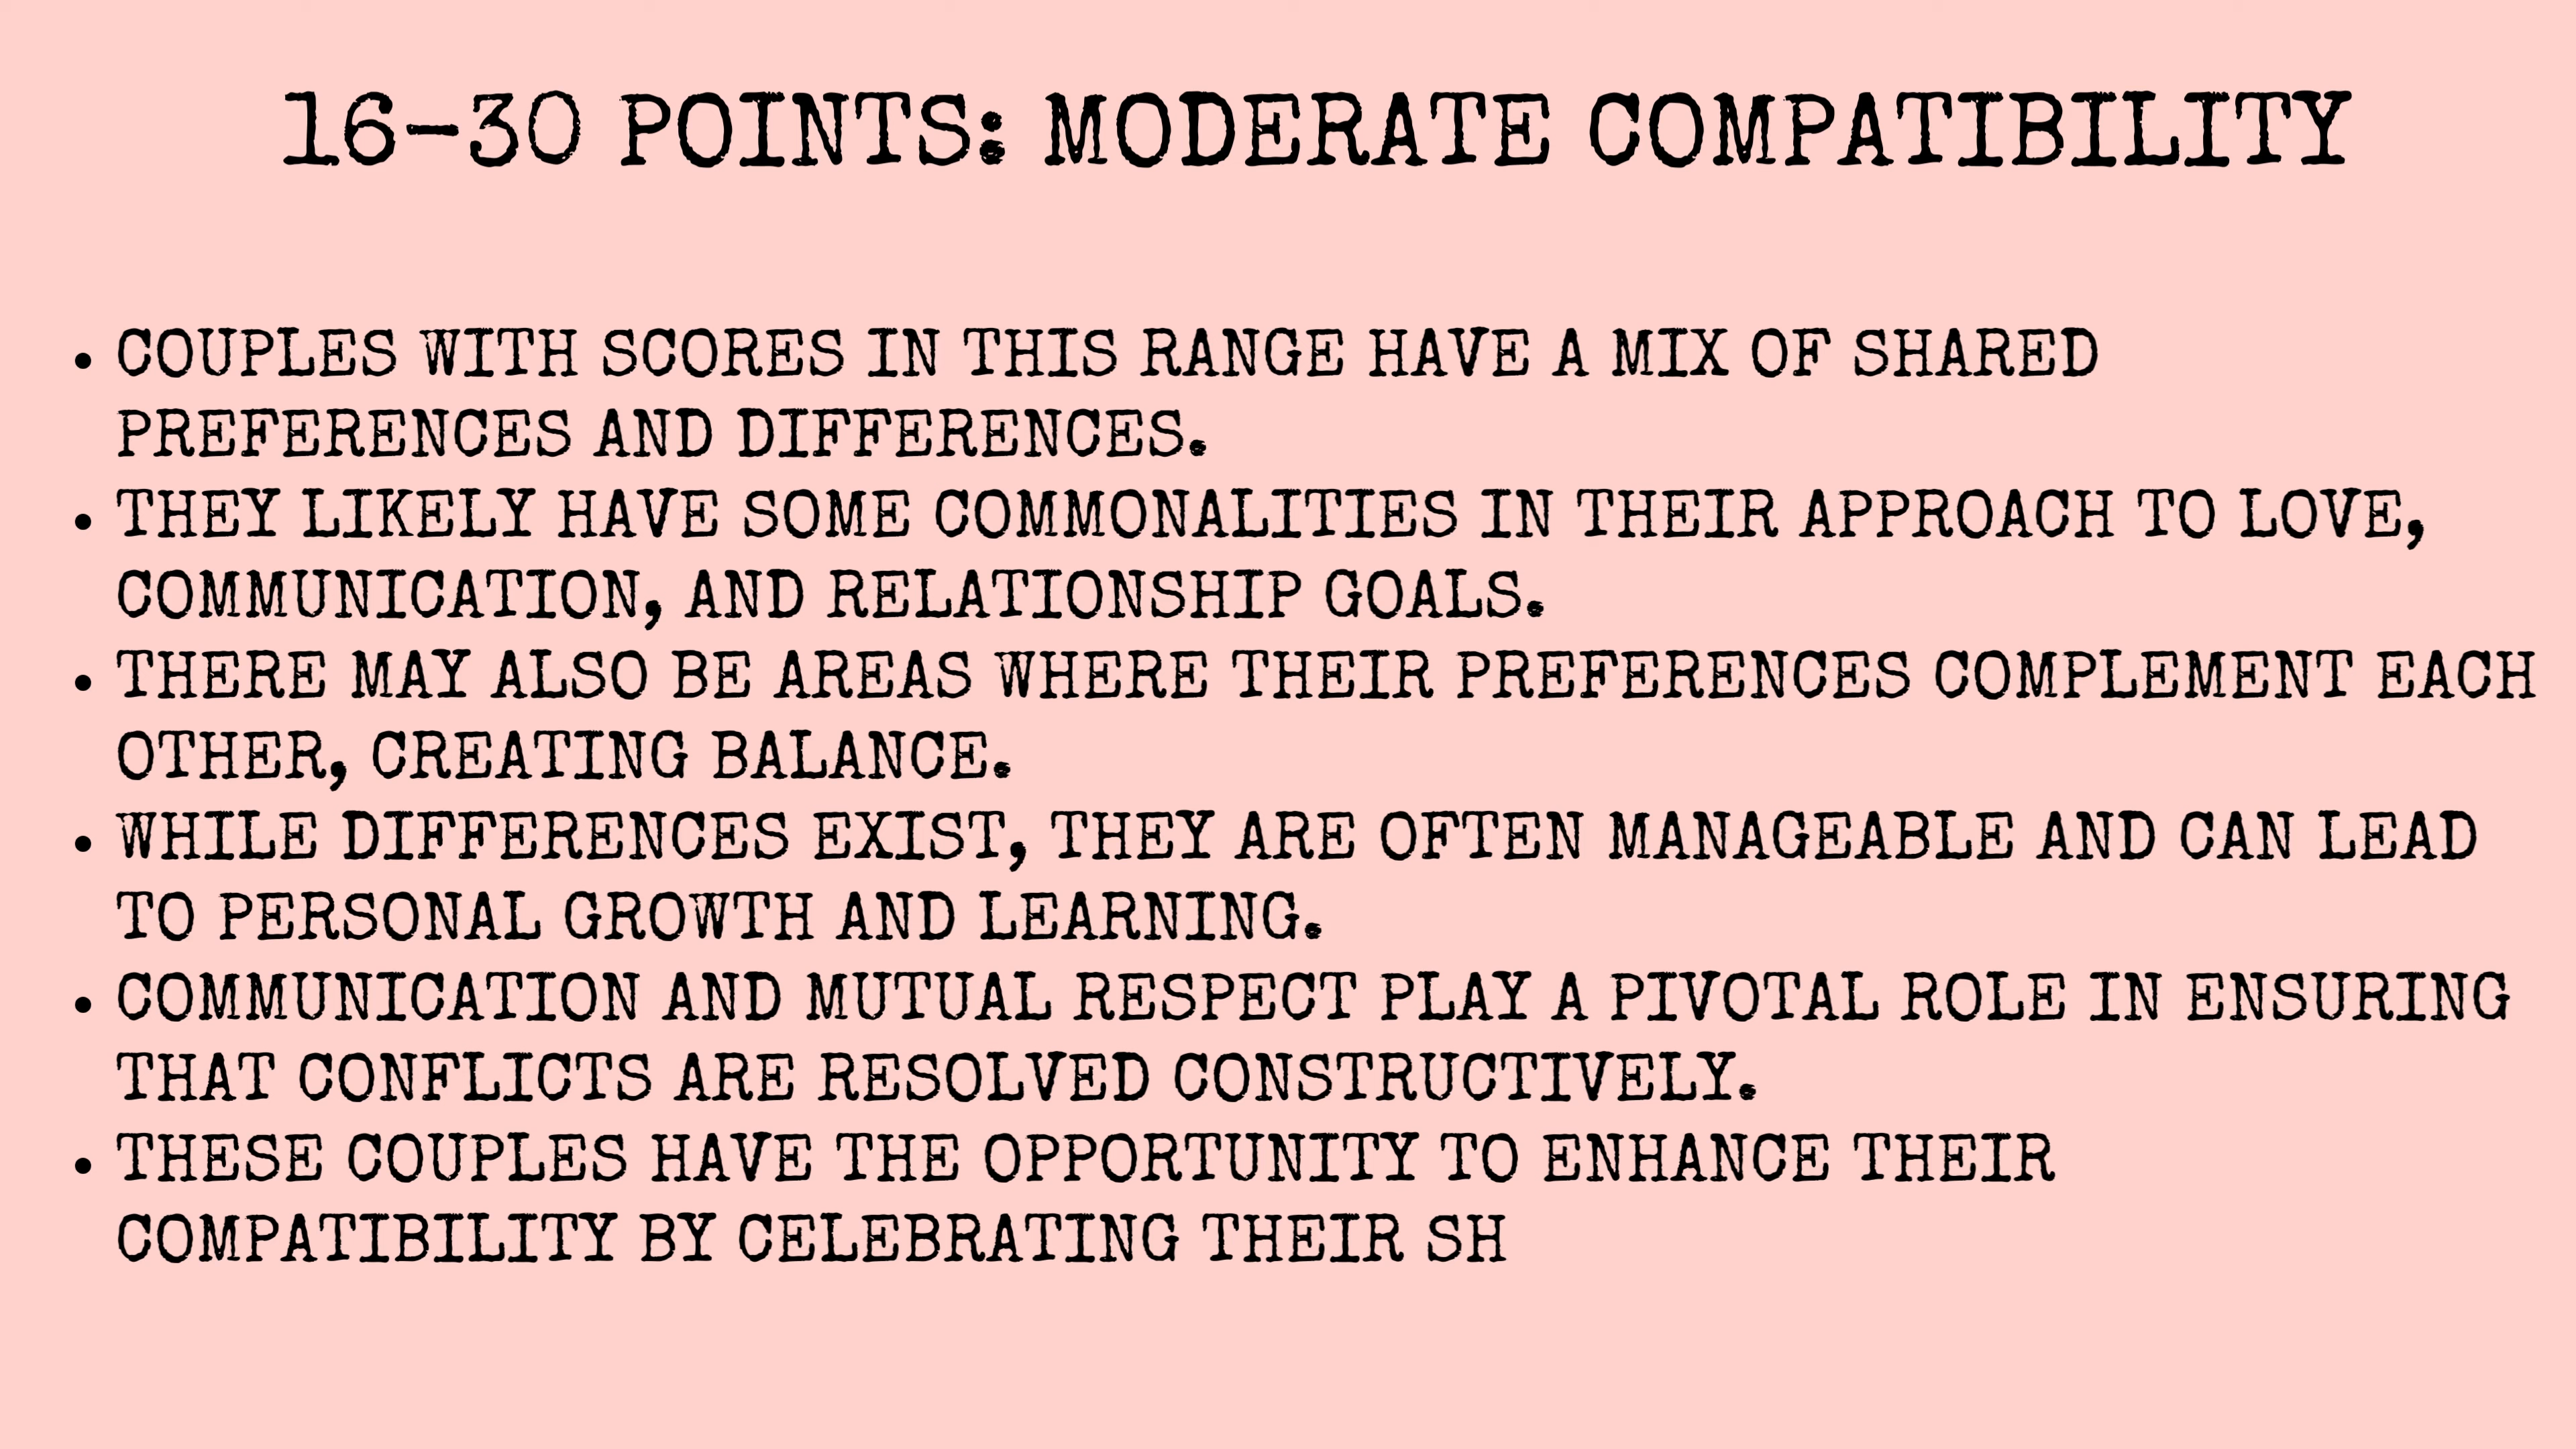 16-30 POINTS: MODERATE COMPATIBILITY
• COUPLES WITH SCORES IN THIS RANGE HAVE A MIX OF SHARED
PREFERENCES AND DIFFERENCES.
• THEY LIKELY HAVE SOME COMMONALITIES IN THEIR APPROACH TO LOVE,
COMMUNICATION, AND RELATIONSHIP GOALS.
• THERE MAY ALSO BE AREAS WHERE THEIR PREFERENCES COMPLEMENT EACH
OTHER, CREATING BALANCE.
• WHILE DIFFERENCES EXIST, THEY ARE OFTEN MANAGEABLE AND CAN LEAD
TO PERSONAL GROWTH AND LEARNING.
• COMMUNICATION AND MUTUAL RESPECT PLAY A PIVOTAL ROLE IN ENSURING
THAT CONFLICTS ARE RESOLVED CONSTRUCTIVELY.
• THESE COUPLES HAVE THE OPPORTUNITY TO ENHANCE THEIR
COMPATIBILITY BY CELEBRATING THEIR SH